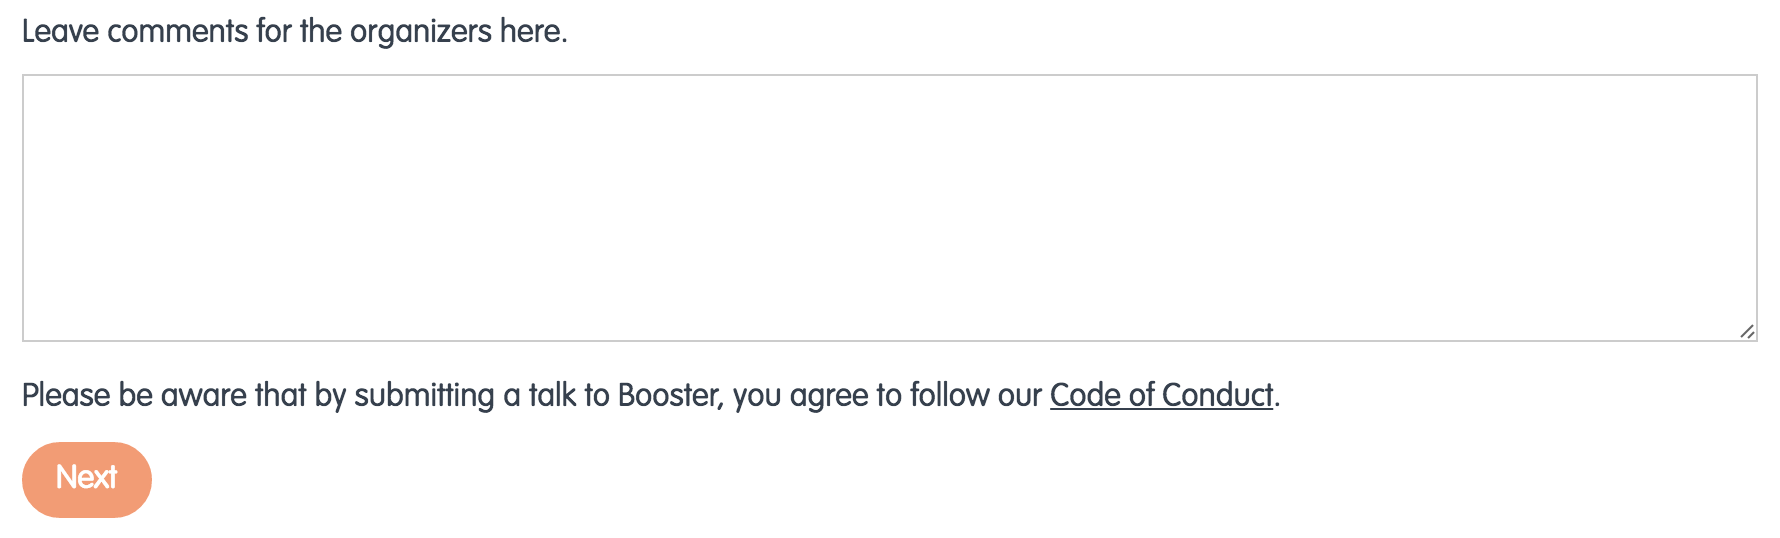 Leave comments for the organizers here.
Please be aware that by submitting a talk to Booster, you agree to follow our Code of Conduct.
Next